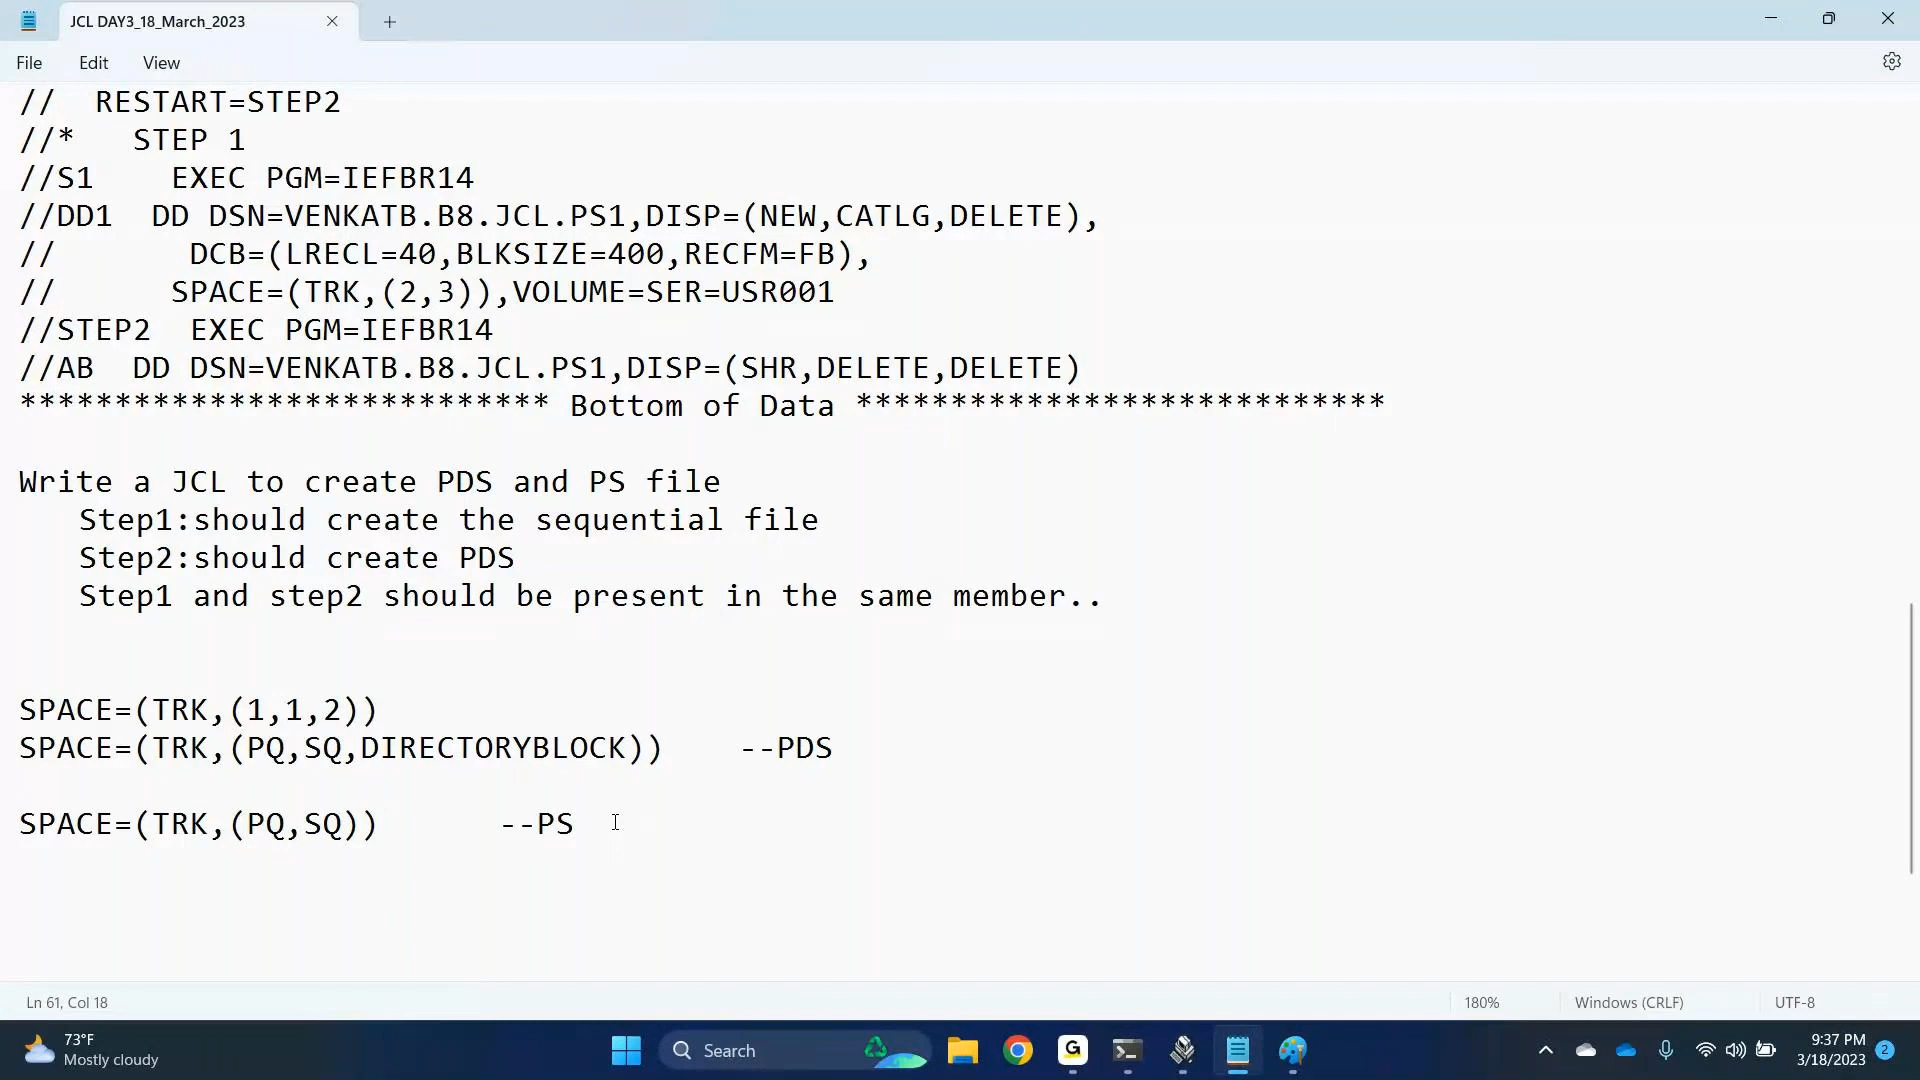 JCL DAY3_18_March_2023
File Edit View
// RESTART=STEP2
//* STEP 1
//S1 EXEC PGM=IEFBR14
//DD1 DD DSN=VENKATB.B8.JCL.PS1,DISP=(NEW,CATLG,DELETE),
// DCB=(LRECL=40,BLKSIZE=400,RECFM=FB),
// SPACE=(TRK,(2,3)),VOLUME=SER=USR001
//STEP2 EXEC PGM=IEFBR14
//AB DD DSN=VENKATB.B8.JCL.PS1,DISP=(SHR,DELETE,DELETE)
**************************** Bottom of Data ****************************
Write a JCL to create PDS and PS file
Step1:should create the sequential file
Step2:should create PDS
Step1 and step2 should be present in the same member..
SPACE=(TRK,(1,1,2))
SPACE=(TRK,(PQ,SQ,DIRECTORYBLOCK)) --PDS
SPACE=(TRK,(PQ,SQ)) --PS
Ln 61, Col 18 180% Windows (CRLF) UTF-8
73°F
Mostly cloudy
Search
G
9:37 PM
3/18/2023
2